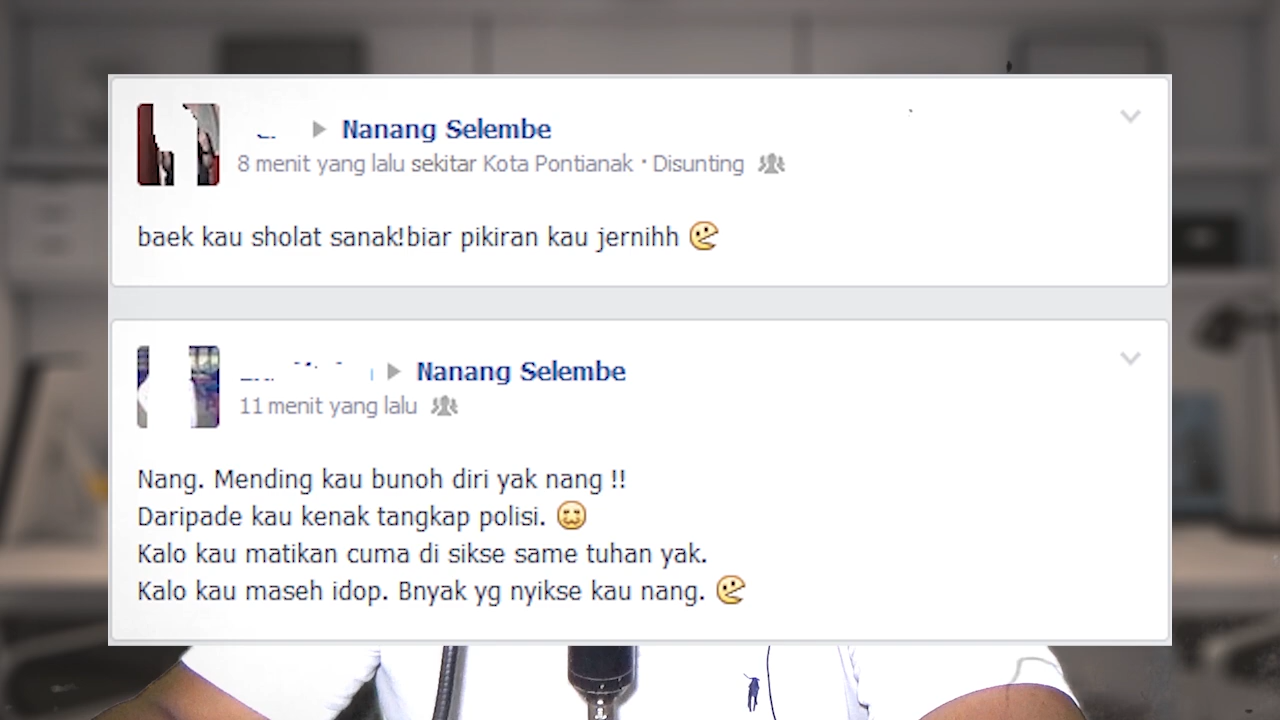 Nanang Selembe
8 menit yang lalu sekitar Kota Pontianak · Disunting
baek kau sholat sanak!biar pikiran kau jernihh
Nanang Selembe
11 menit yang lalu
Nang. Mending kau bunoh diri yak nang !!
Daripade kau kenak tangkap polisi.
Kalo kau matikan cuma di sikse same tuhan yak.
Kalo kau maseh idop. Bnyak yg nyikse kau nang.